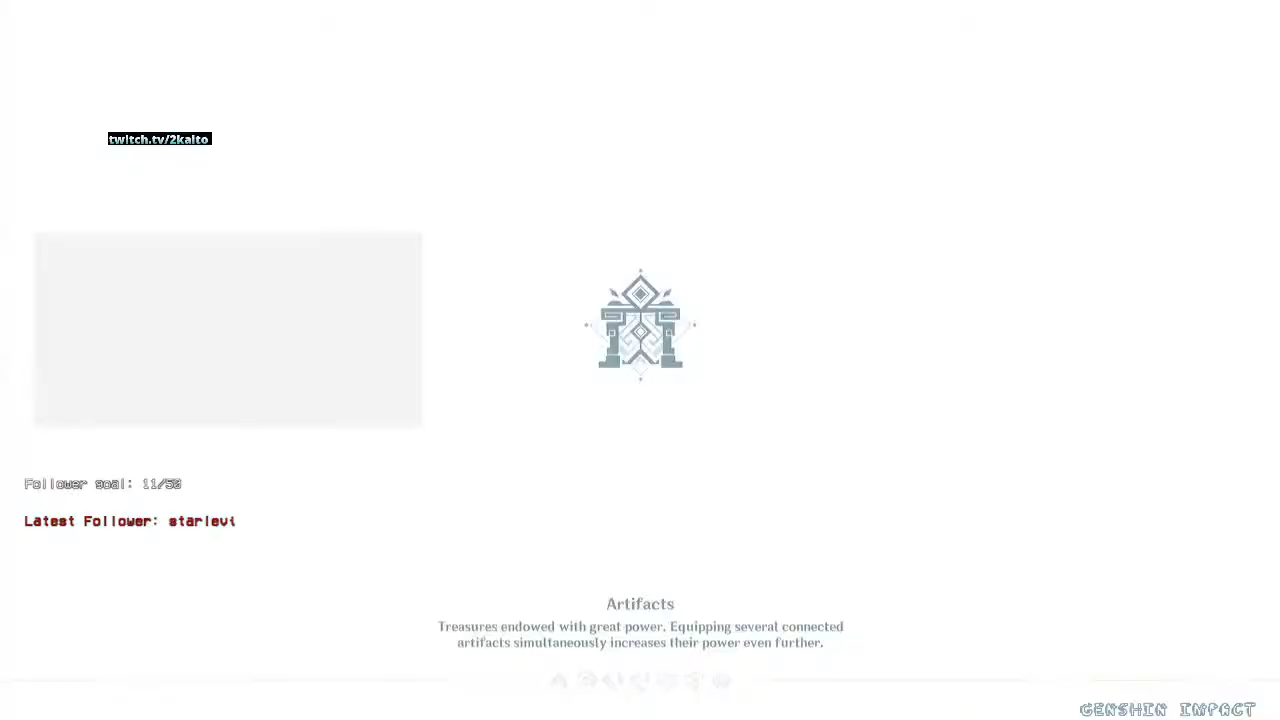 twitch.tv/2kaito
Follower goal: 11/50
Latest Follower: starlevi
Artifacts
Treasures endowed with great power. Equipping several connected
artifacts simultaneously increases their power even further.
GENSHIN IMPACT